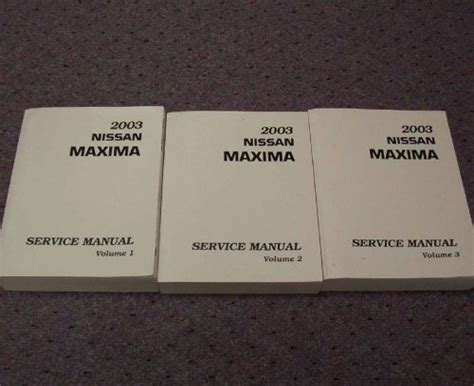 2003
NISSAN
MAXIMA
SERVICE MANUAL
Volume 1
2003
NISSAN
MAXIMA
SERVICE MANUAL
Volume 2
2003
NISSAN
MAXIMA
SERVICE MANUAL
Volume 3